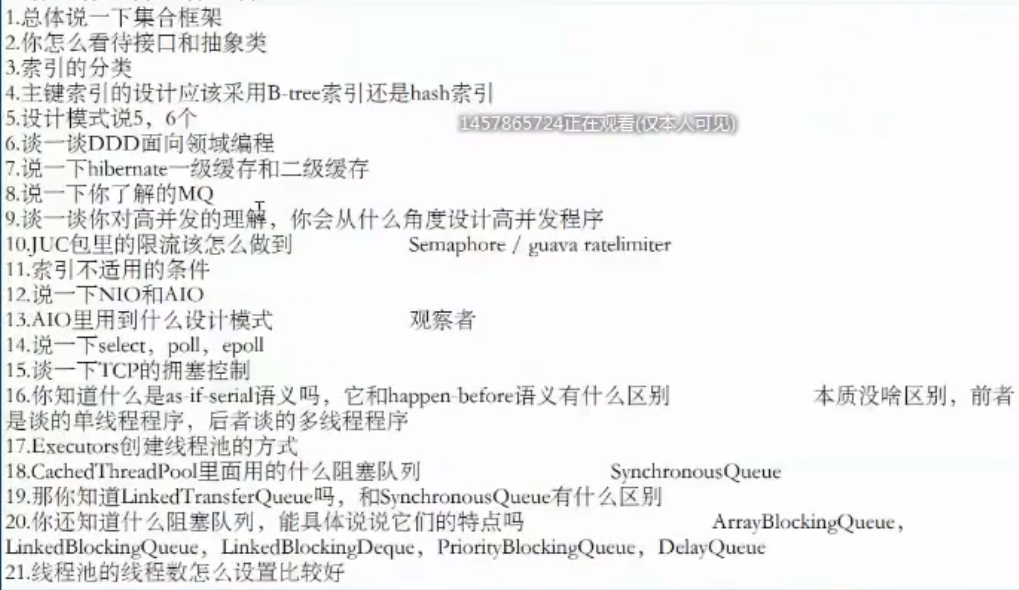 1.总体说一下集合框架
2.你怎么看待接口和抽象类
3.索引的分类
4.主键索引的设计应该采用B-tree索引还是hash索引
5.设计模式说5，6个
1457865724正在观看(仅本人可见)
6.谈一谈DDD面向领域编程
7.说一下hibernate一级缓存和二级缓存
8.说一下你了解的MQ
9.谈一谈你对高并发的理解，你会从什么角度设计高并发程序
10.JUC包里的限流该怎么做到 Semaphore / guava ratelimiter
11.索引不适用的条件
12.说一下NIO和AIO
13.AIO里用到什么设计模式 观察者
14.说一下select，poll，epoll
15.谈一下TCP的拥塞控制
16.你知道什么是as-if-serial语义吗，它和happen-before语义有什么区别 本质没啥区别，前者
是谈的单线程程序，后者谈的多线程程序
17.Executors创建线程池的方式
18.CachedThreadPool里面用的什么阻塞队列 SynchronousQueue
19.那你知道LinkedTransferQueue吗，和SynchronousQueue有什么区别
20.你还知道什么阻塞队列，能具体说说它们的特点吗 ArrayBlockingQueue，
LinkedBlockingQueue，LinkedBlockingDeque，PriorityBlockingQueue，DelayQueue
21.线程池的线程数怎么设置比较好